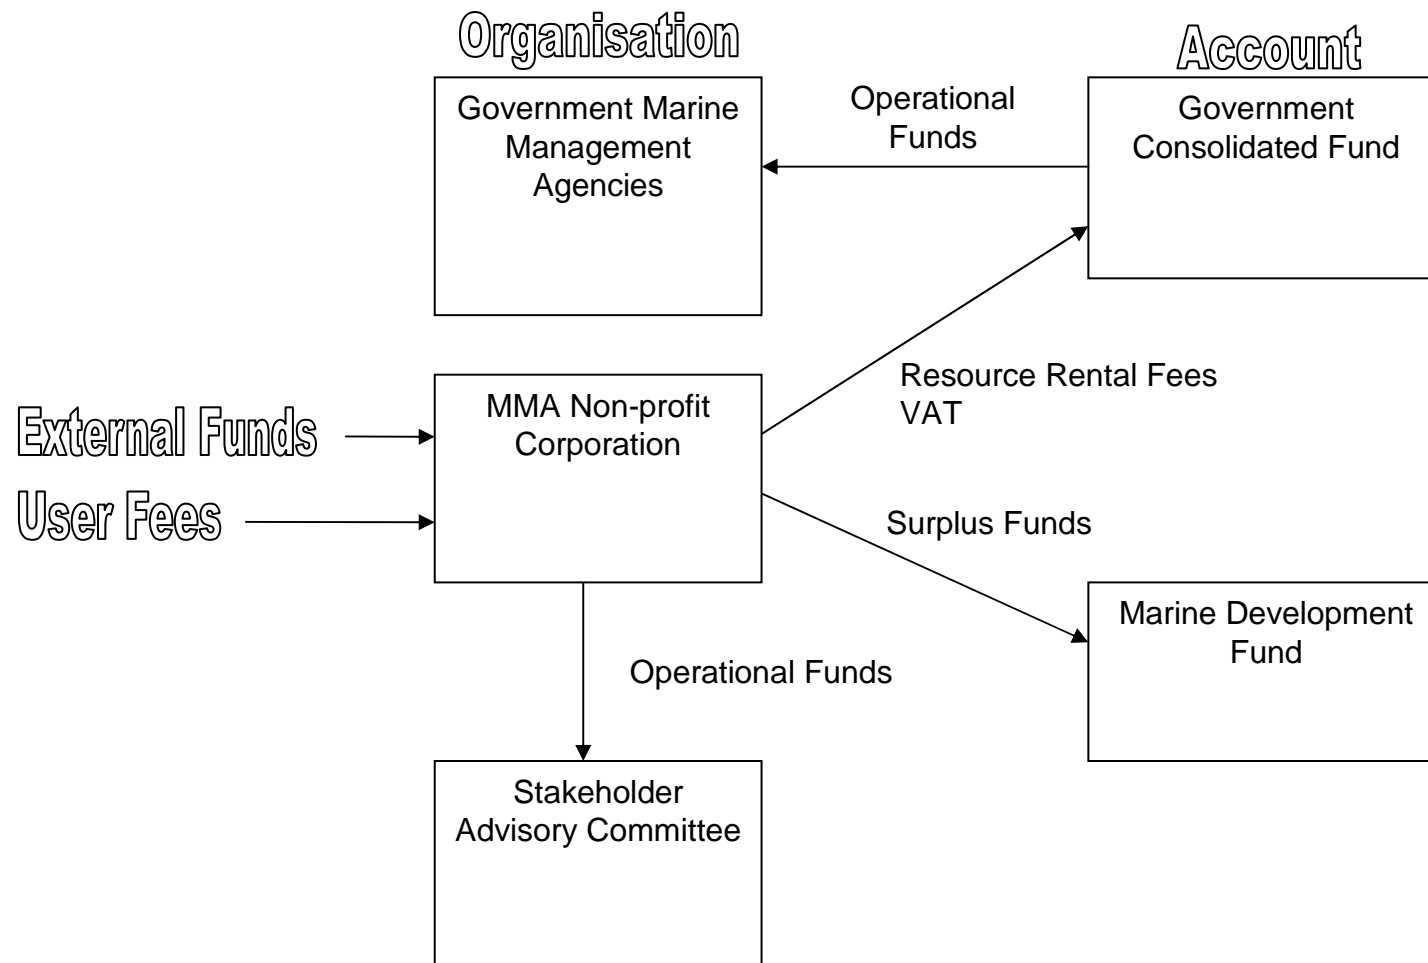 Organisation
Account
Government Marine
Management
Agencies
Operational
Funds
Government
Consolidated Fund
External Funds
User Fees
MMA Non-profit
Corporation
Resource Rental Fees
VAT
Surplus Funds
Operational Funds
Marine Development
Fund
Stakeholder
Advisory Committee